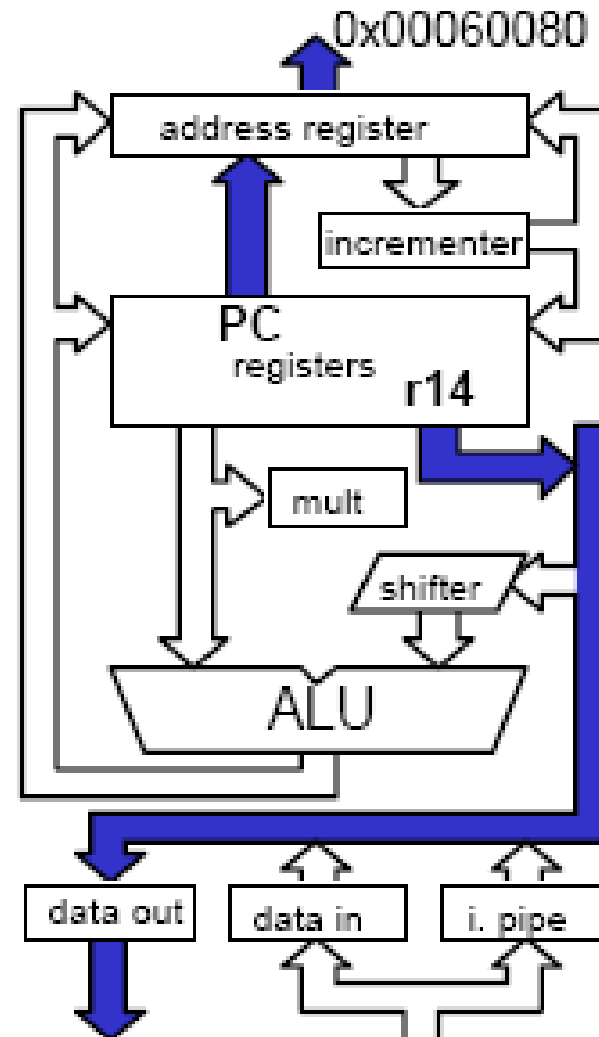 0x00060080
address register
incrementer
PC
registers
r14
mult
shifter
ALU
data out
data in
i. pipe